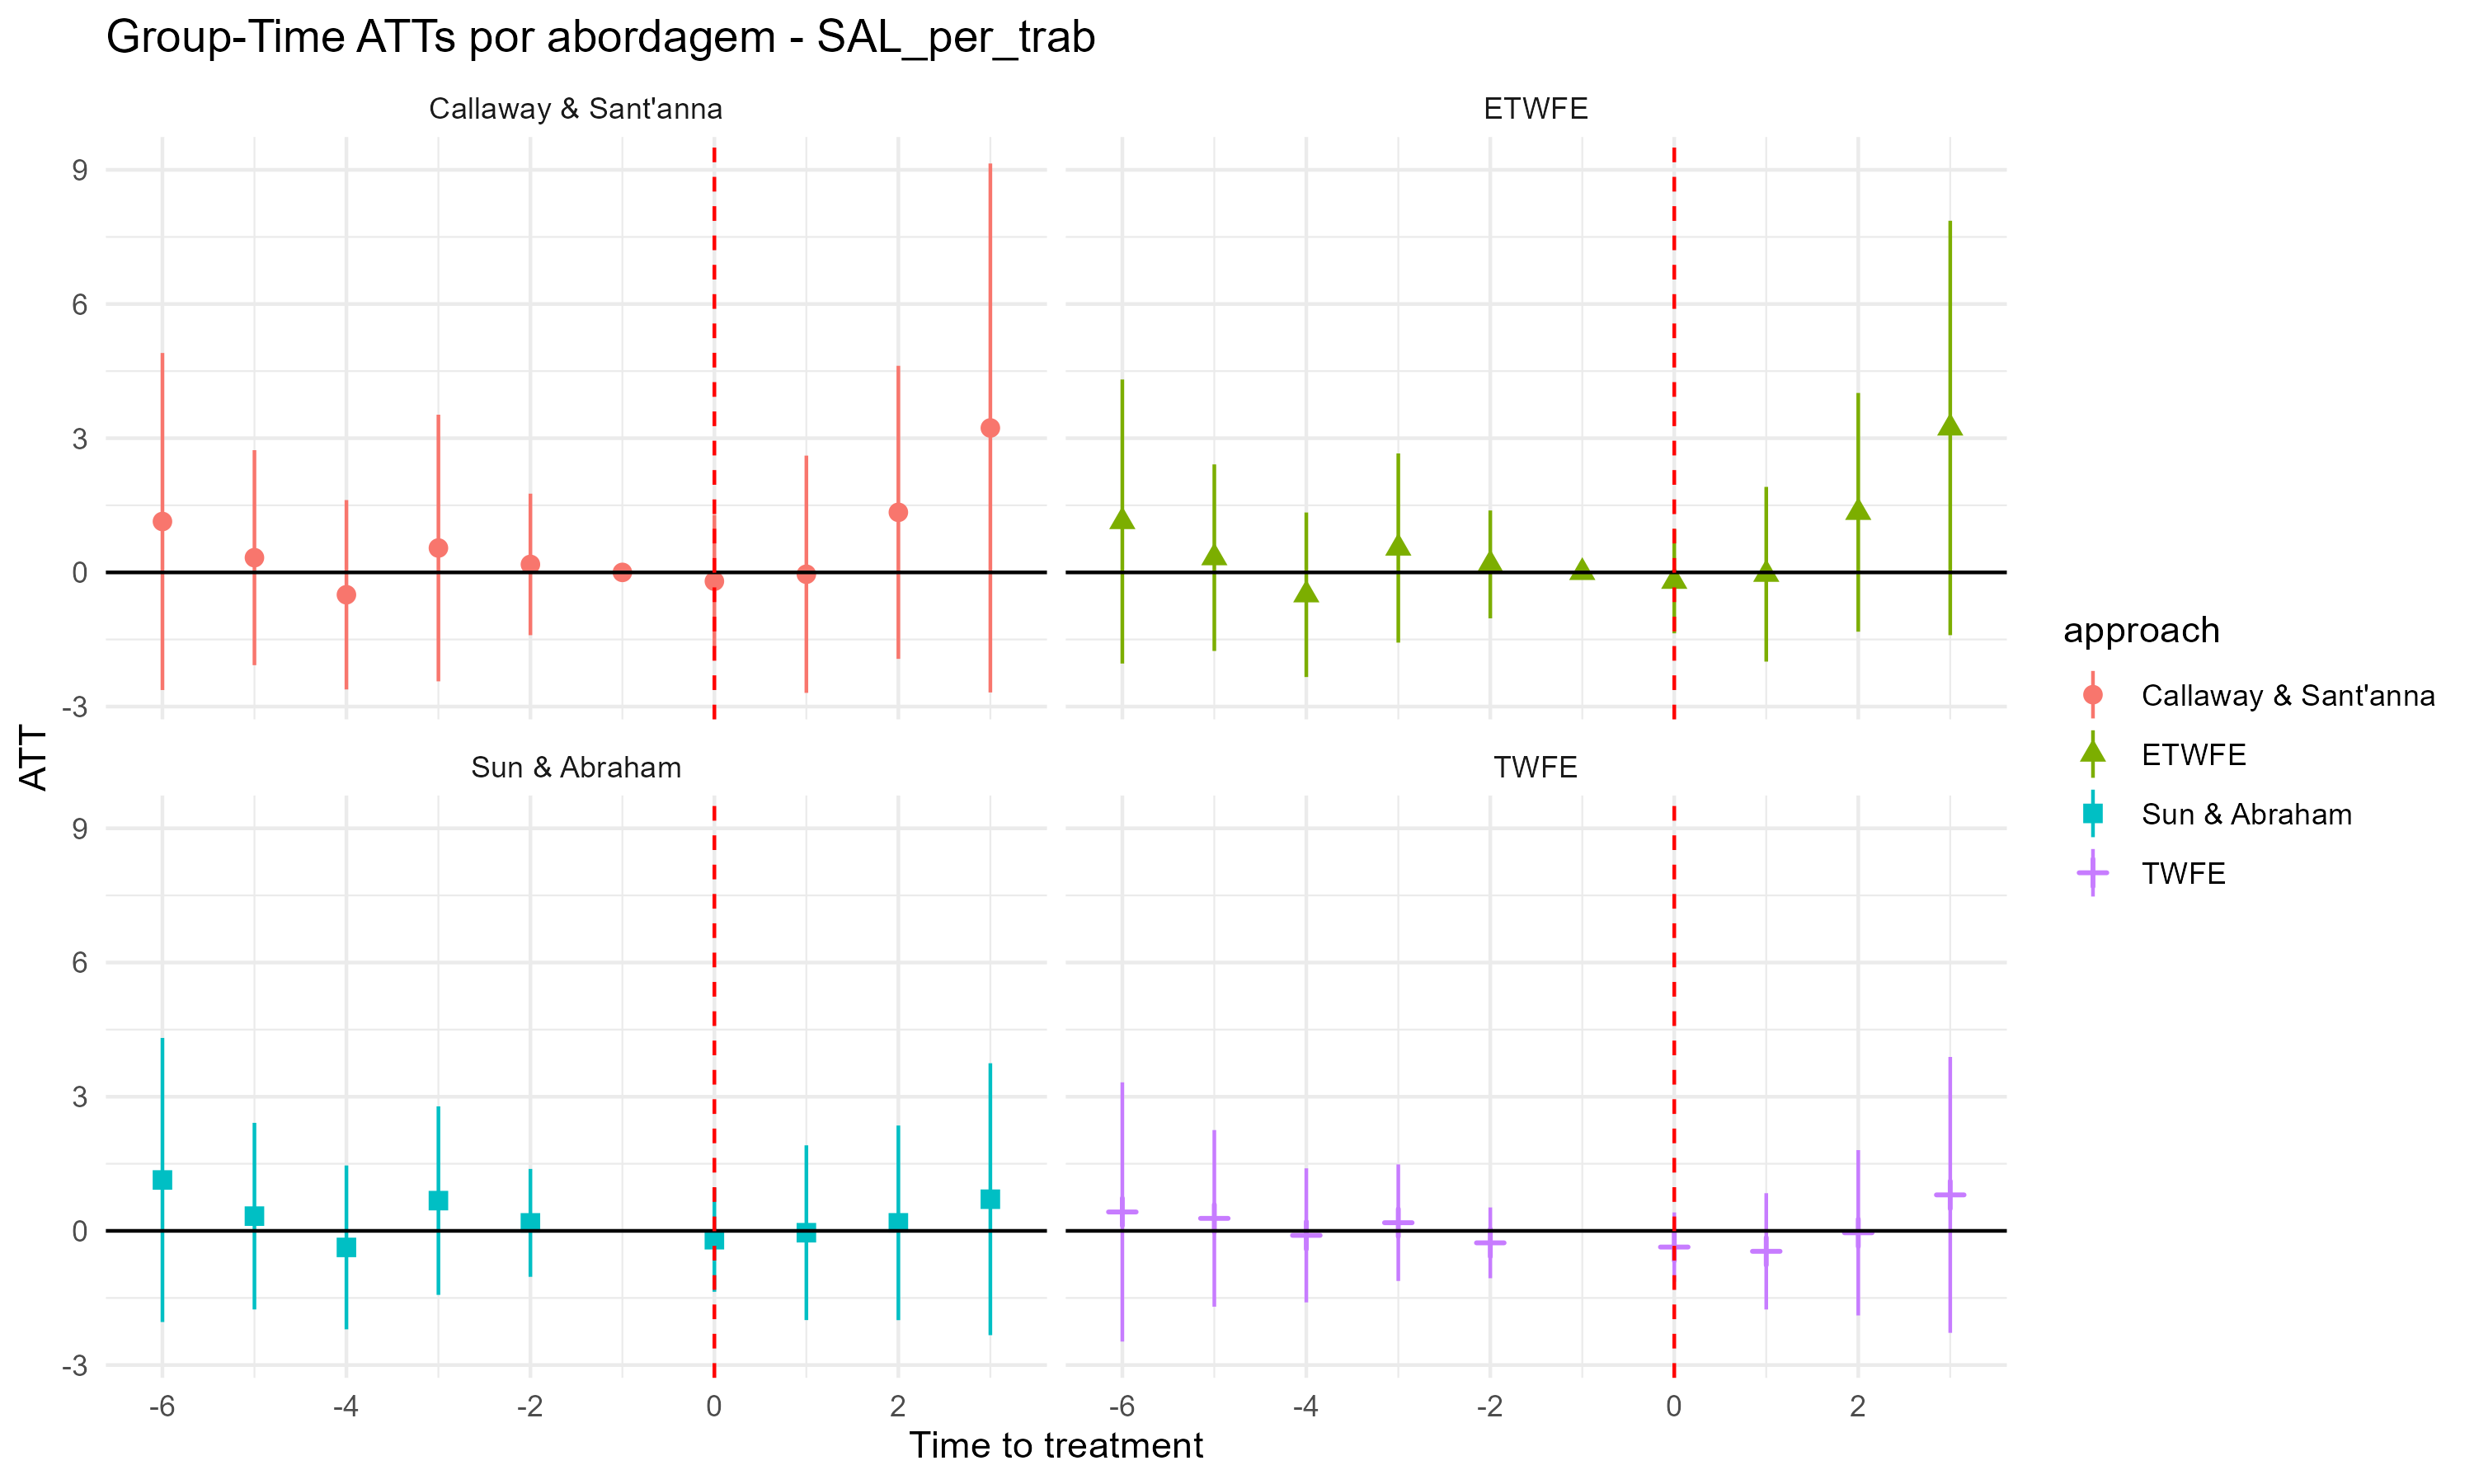 Group-Time ATTs por abordagem - SAL_per_trab
Callaway & Sant'anna
ETWFE
9
6
3
0
-3
ATT
Sun & Abraham
TWFE
9
6
3
0
-3
-6 -4 -2 0 2
-6 -4 -2 0 2
Time to treatment
approach
Callaway & Sant'anna
ETWFE
Sun & Abraham
TWFE